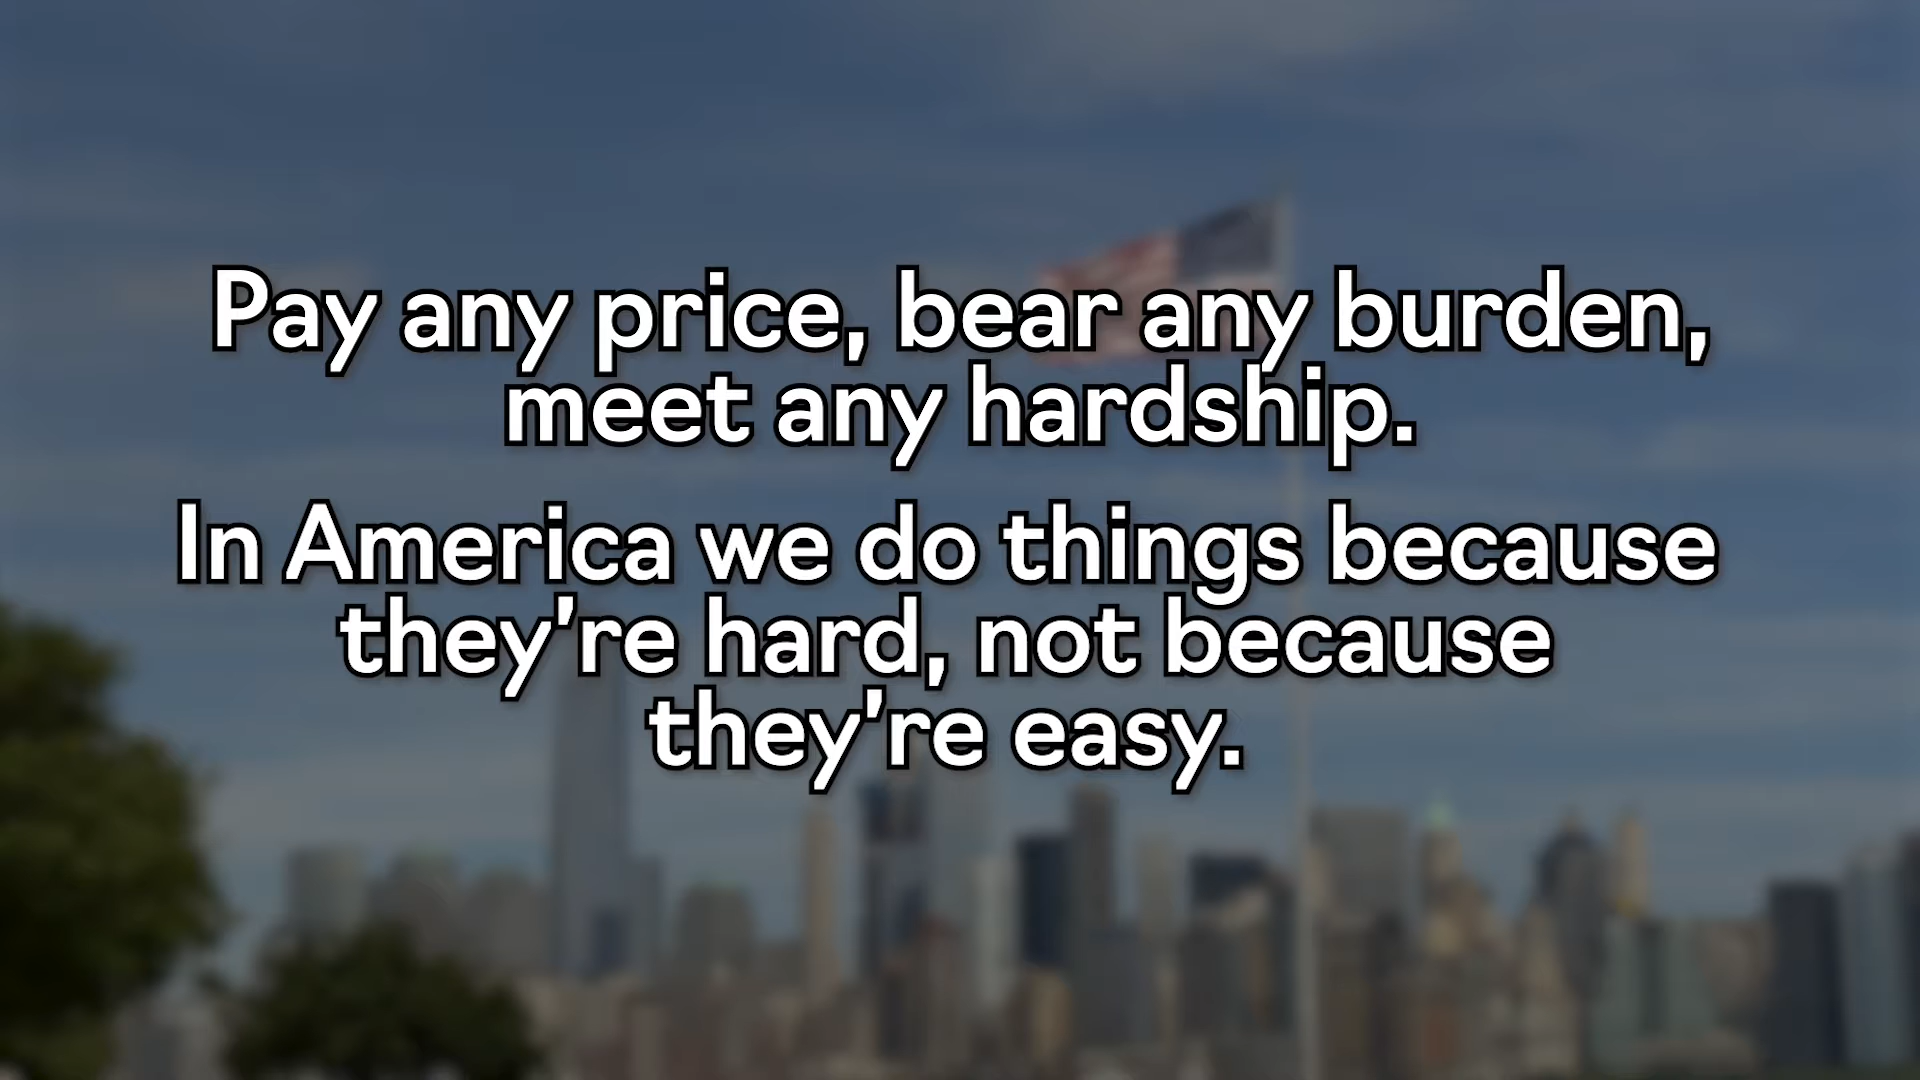 Pay any price, bear any burden,
meet any hardship.
In America we do things because
they're hard, not because
they're easy.